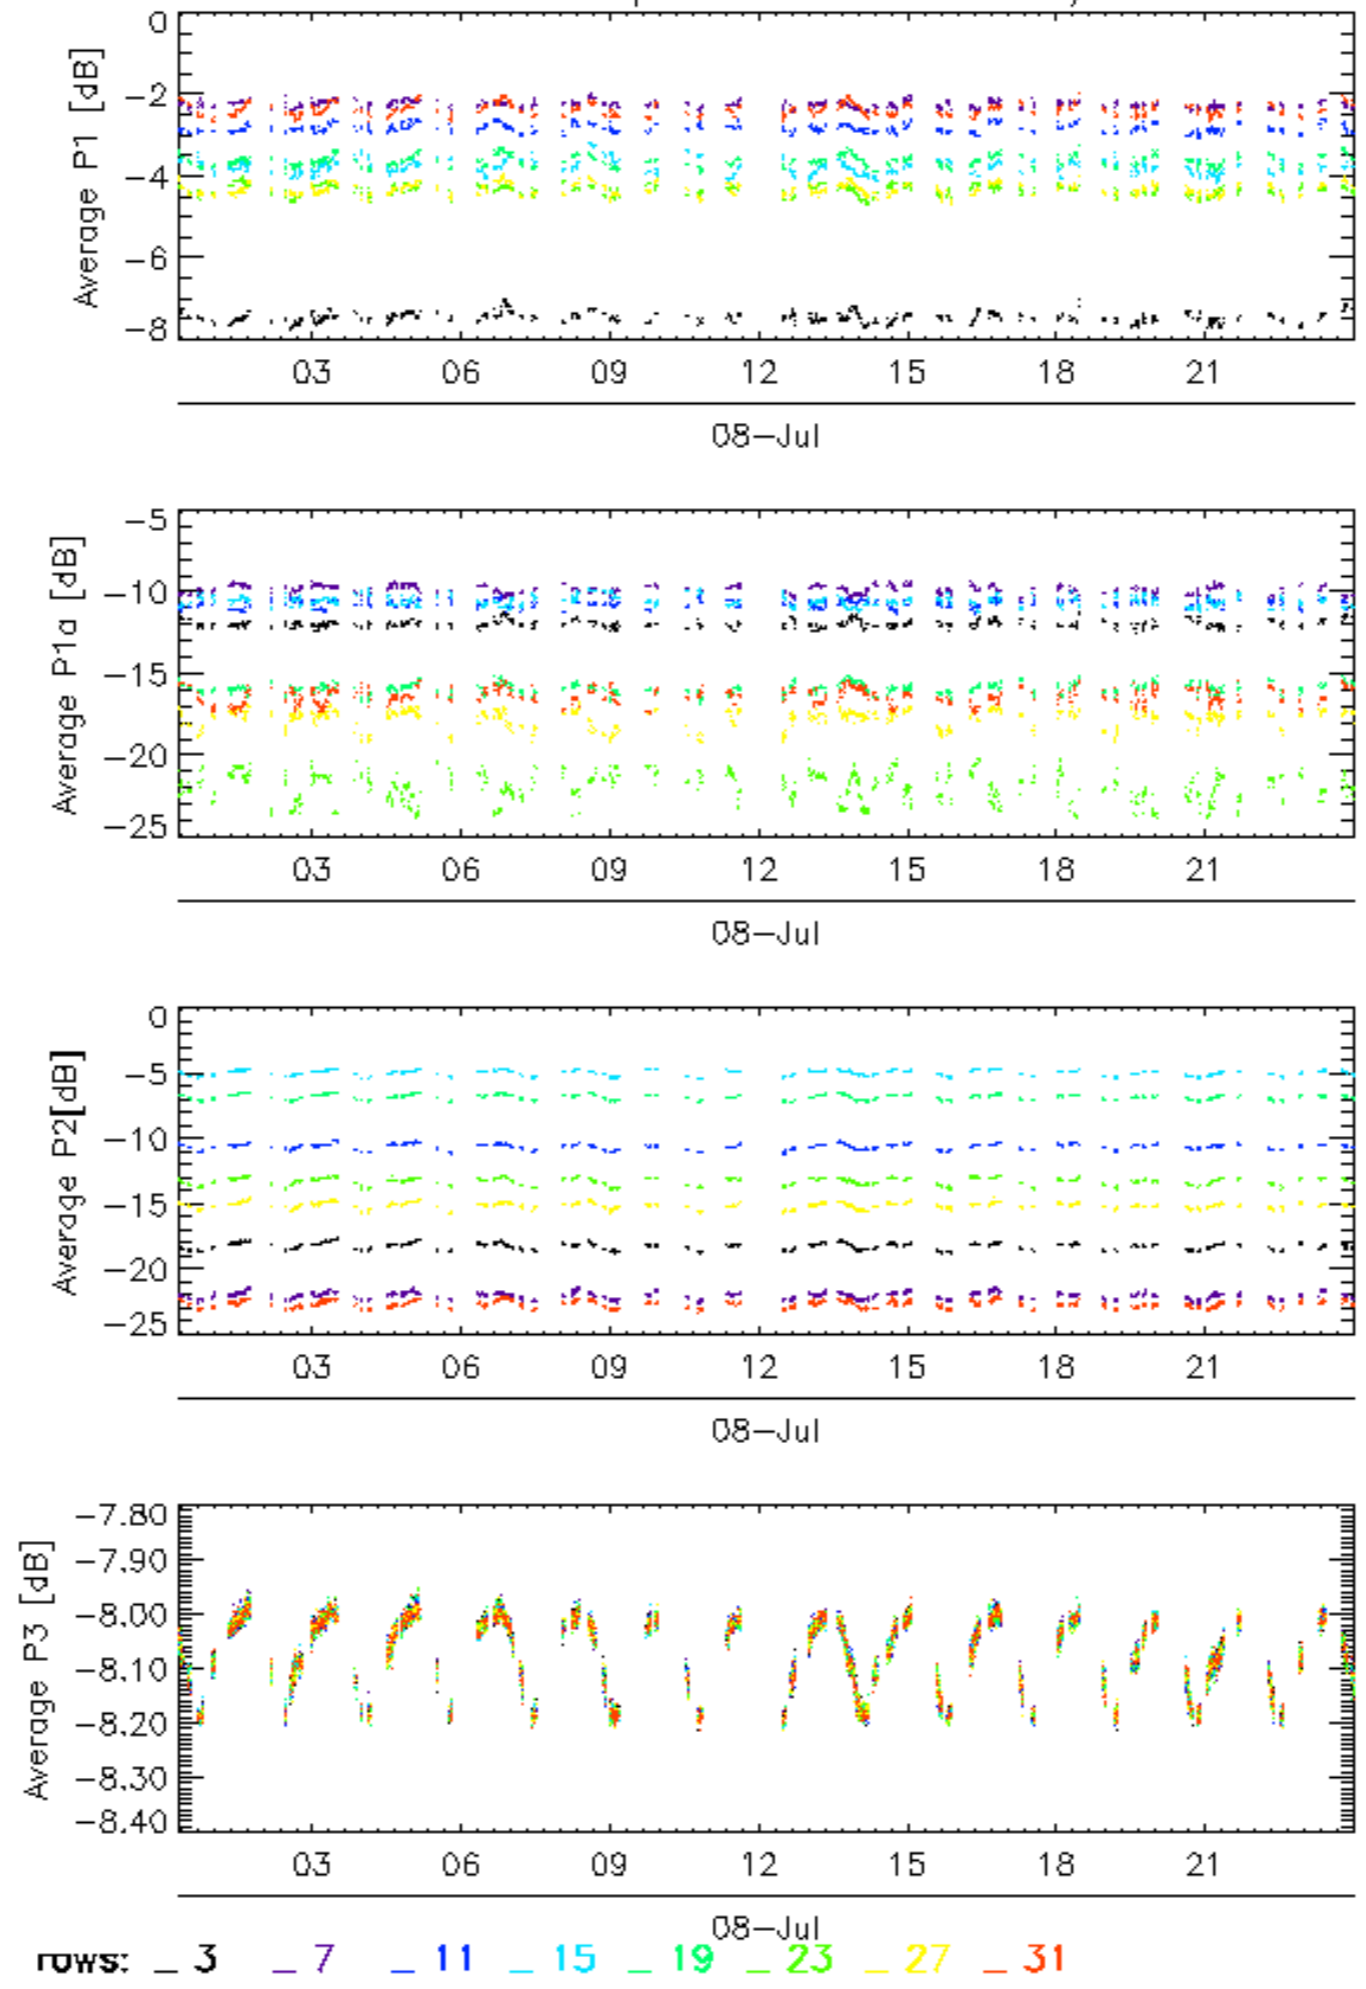 Average P1 [dB]
0
−2
−4
−6
−8
03 06 09 12 15 18 21
08−Jul
Average P1a [dB]
−5
−10
−15
−20
−25
03 06 09 12 15 18 21
08−Jul
Average P2[dB]
0
−5
−10
−15
−20
−25
03 06 09 12 15 18 21
08−Jul
Average P3 [dB]
−7.80
−7.90
−8.00
−8.10
−8.20
−8.30
−8.40
03 06 09 12 15 18 21
08−Jul
rows: _ 3 _ 7 _ 11 _ 15 _ 19 _ 23 _ 27 _ 31